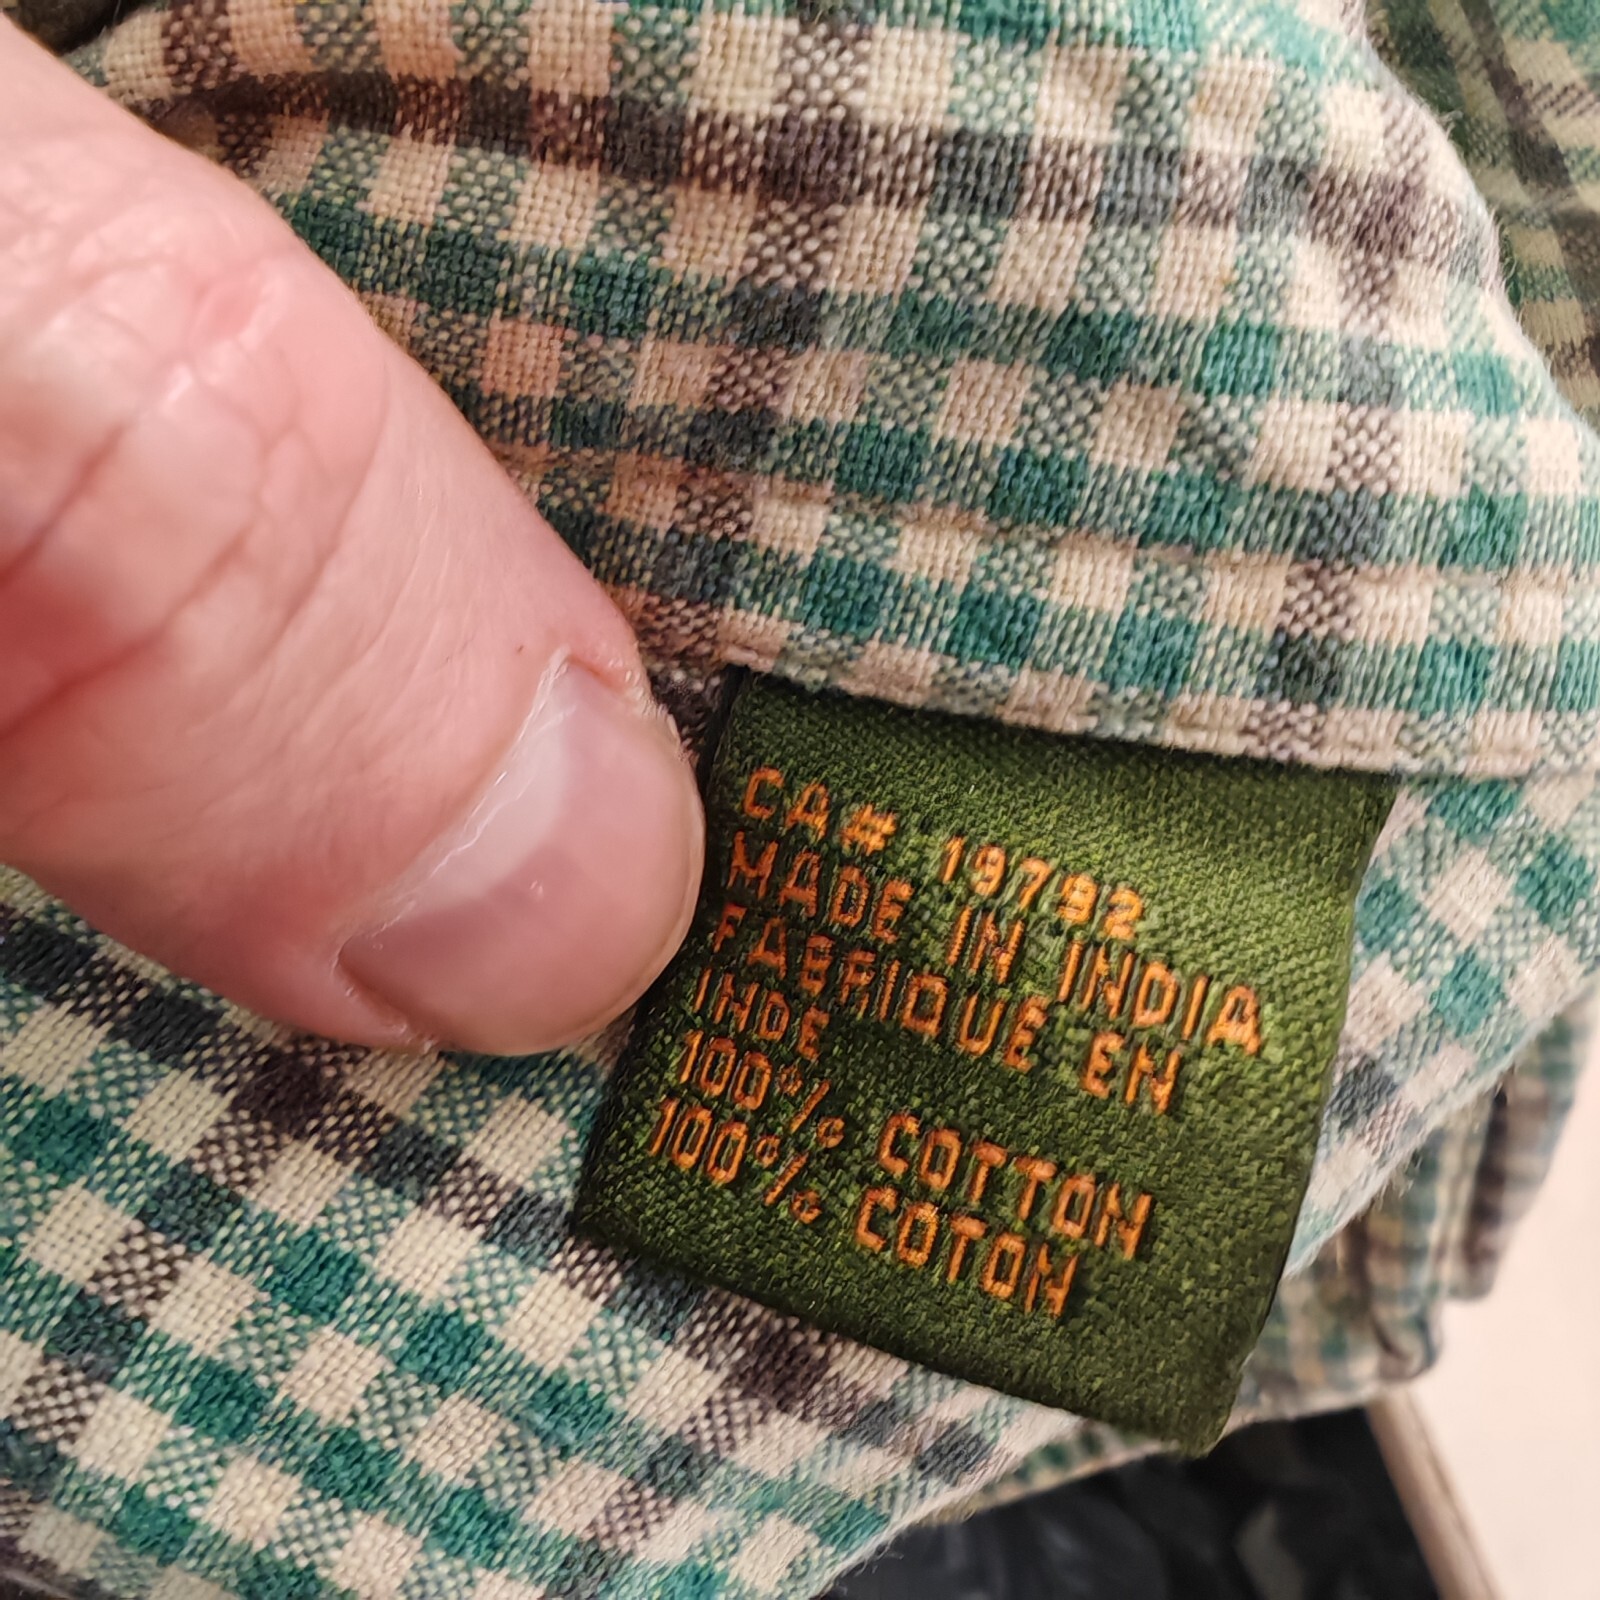 CA# 19792
MADE IN INDIA
FABRIQUE EN
INDE
100% COTTON
100% COTON